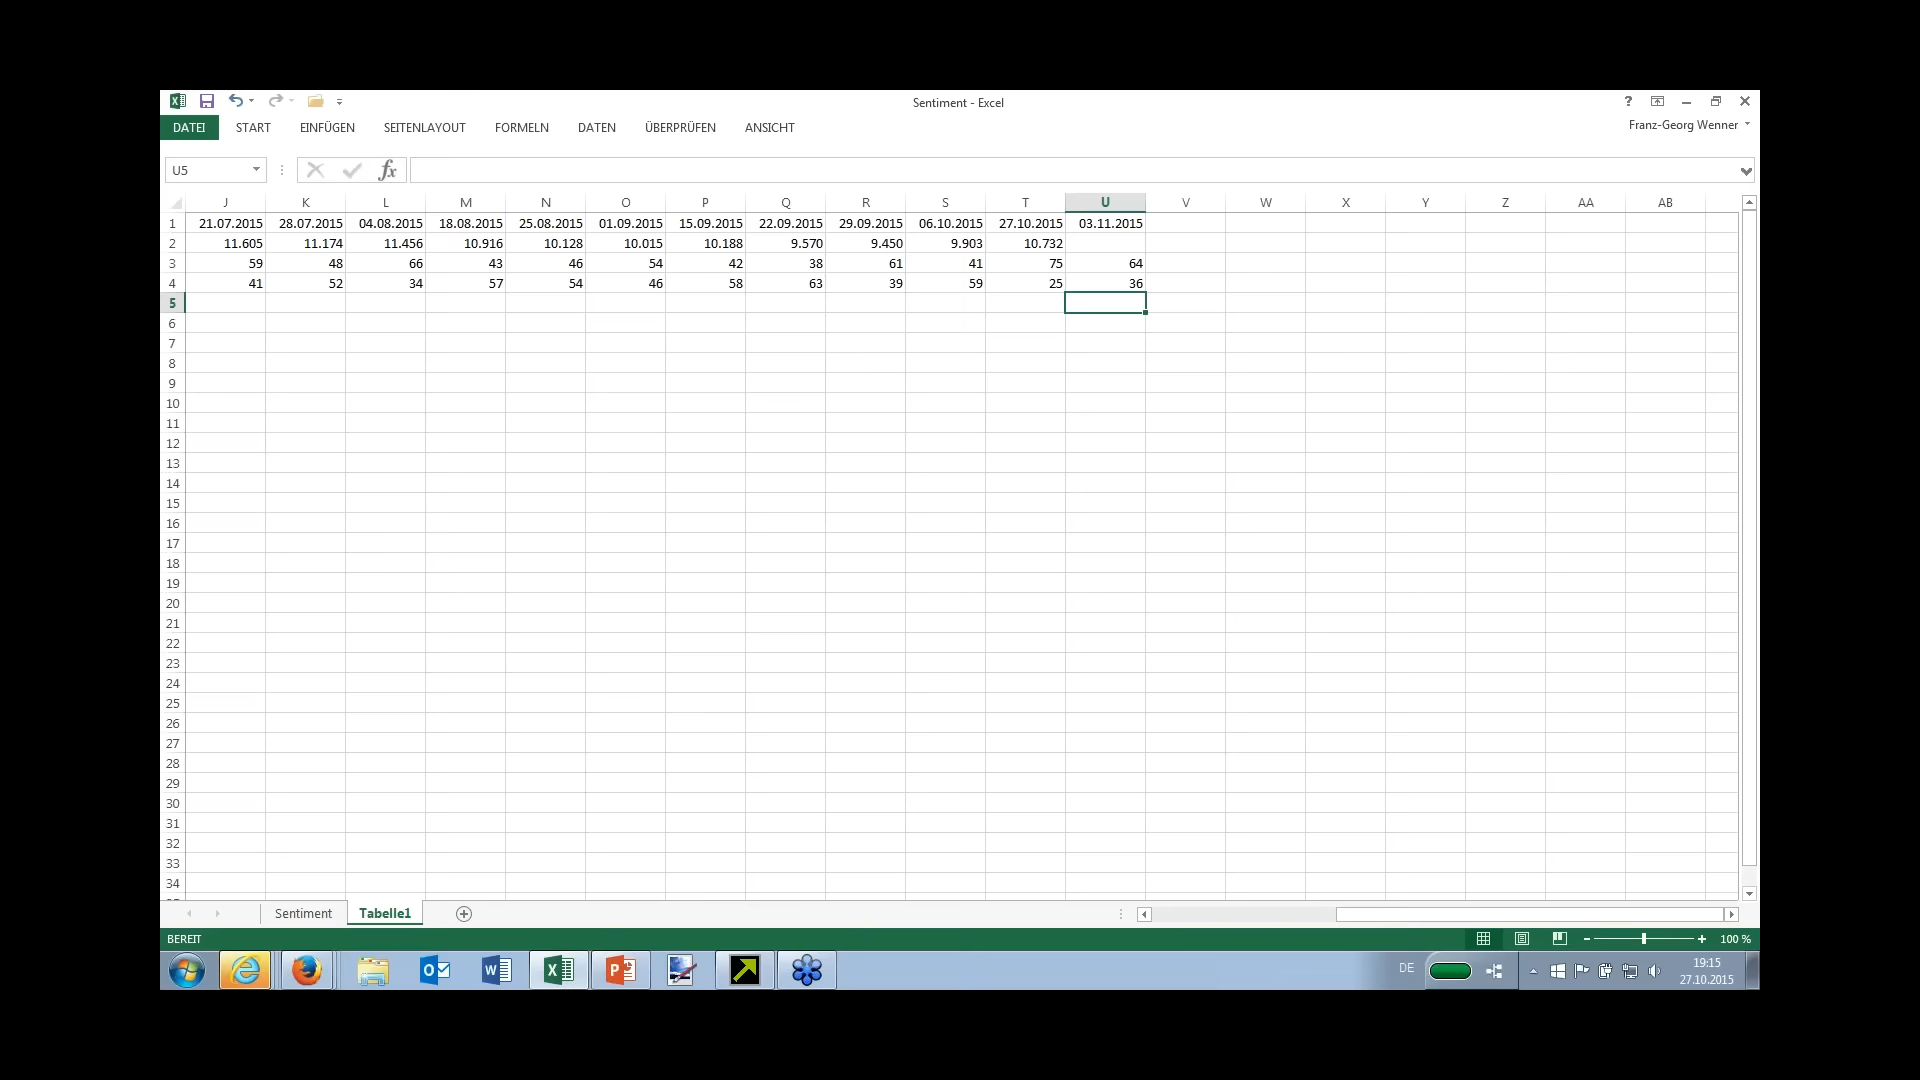 Sentiment - Excel
?
DATEI START EINFÜGEN SEITENLAYOUT FORMELN DATEN ÜBERPRÜFEN ANSICHT
Franz-Georg Wenner
U5 fx
J K L M N O P Q R S T U V W X Y Z AA AB
1 21.07.2015 28.07.2015 04.08.2015 18.08.2015 25.08.2015 01.09.2015 15.09.2015 22.09.2015 29.09.2015 06.10.2015 27.10.2015 03.11.2015
2 11.605 11.174 11.456 10.916 10.128 10.015 10.188 9.570 9.450 9.903 10.732
3 59 48 66 43 46 54 42 38 61 41 75 64
4 41 52 34 57 54 46 58 63 39 59 25 36
5
6
7
8
9
10
11
12
13
14
15
16
17
18
19
20
21
22
23
24
25
26
27
28
29
30
31
32
33
34
Sentiment Tabelle1
BEREIT
100 %
DE
19:15
27.10.2015